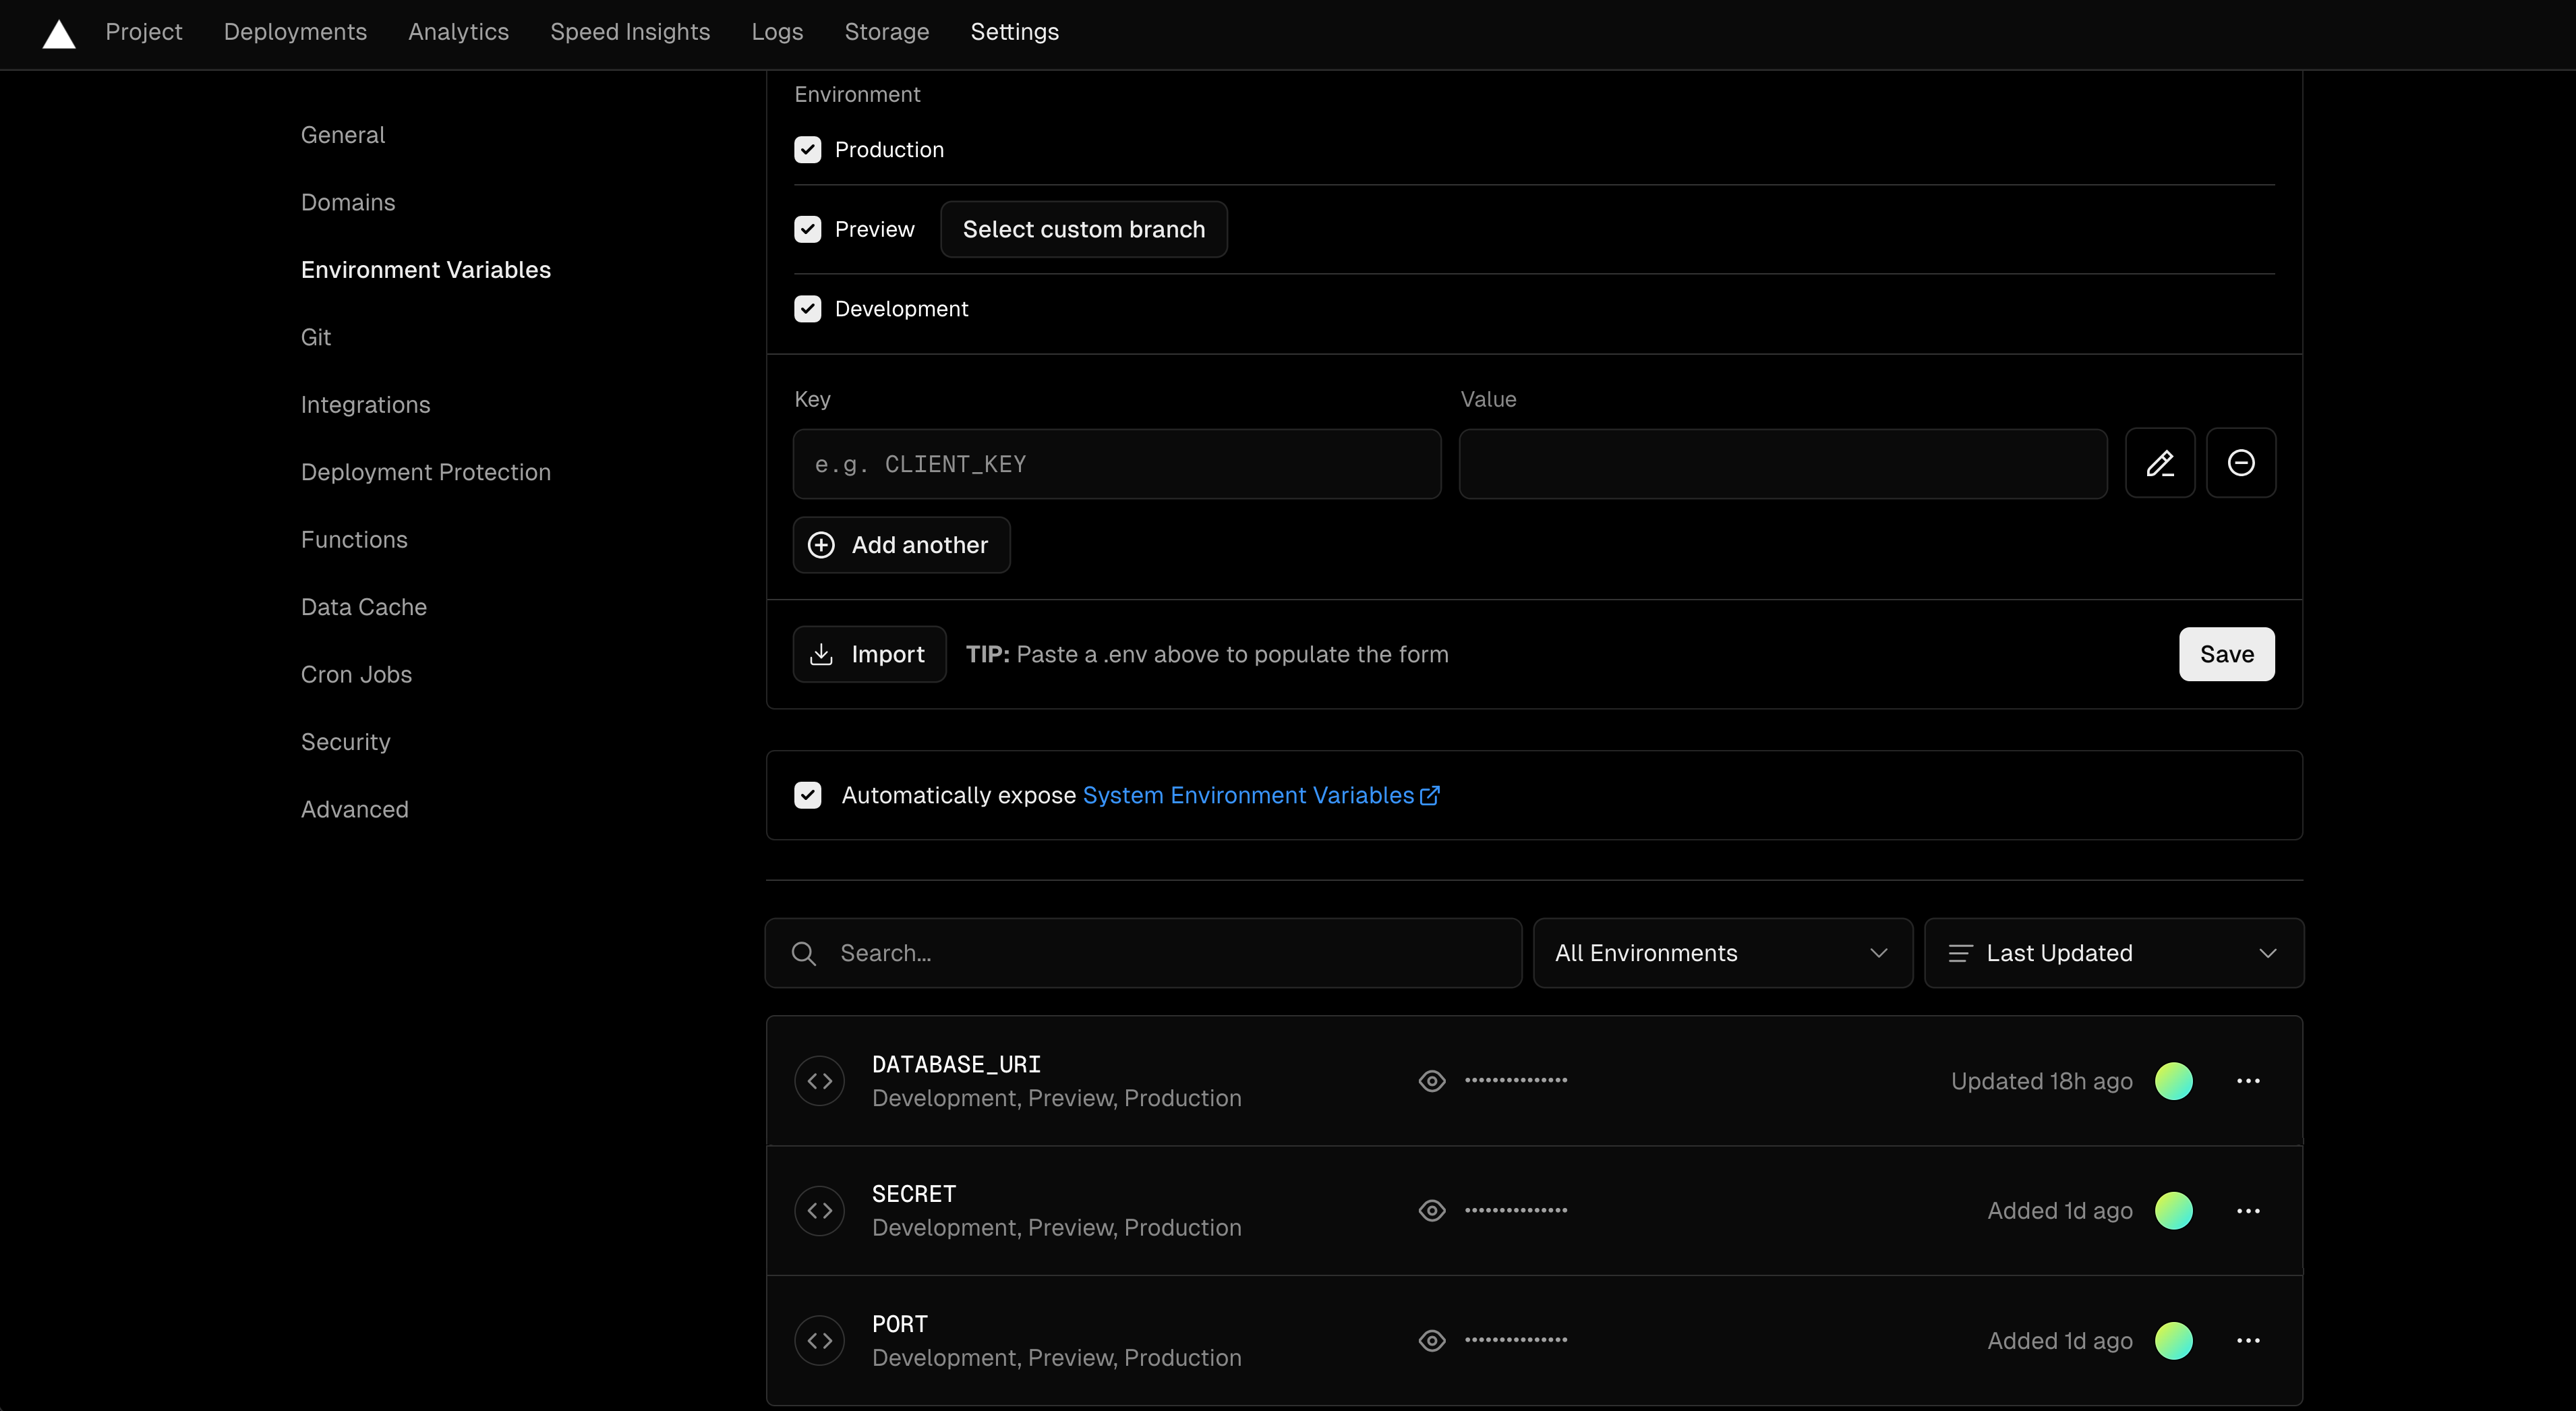 Project Deployments Analytics Speed Insights Logs Storage Settings
General
Domains
Environment Variables
Git
Integrations
Deployment Protection
Functions
Data Cache
Cron Jobs
Security
Advanced
Environment
Production
Preview Select custom branch
Development
Key Value
e.g. CLIENT_KEY
Add another
Import TIP: Paste a .env above to populate the form Save
Automatically expose System Environment Variables
Search... All Environments Last Updated
DATABASE_URI
Development, Preview, Production
••••••••••••••• Updated 18h ago
SECRET
Development, Preview, Production
••••••••••••••• Added 1d ago
PORT
Development, Preview, Production
••••••••••••••• Added 1d ago